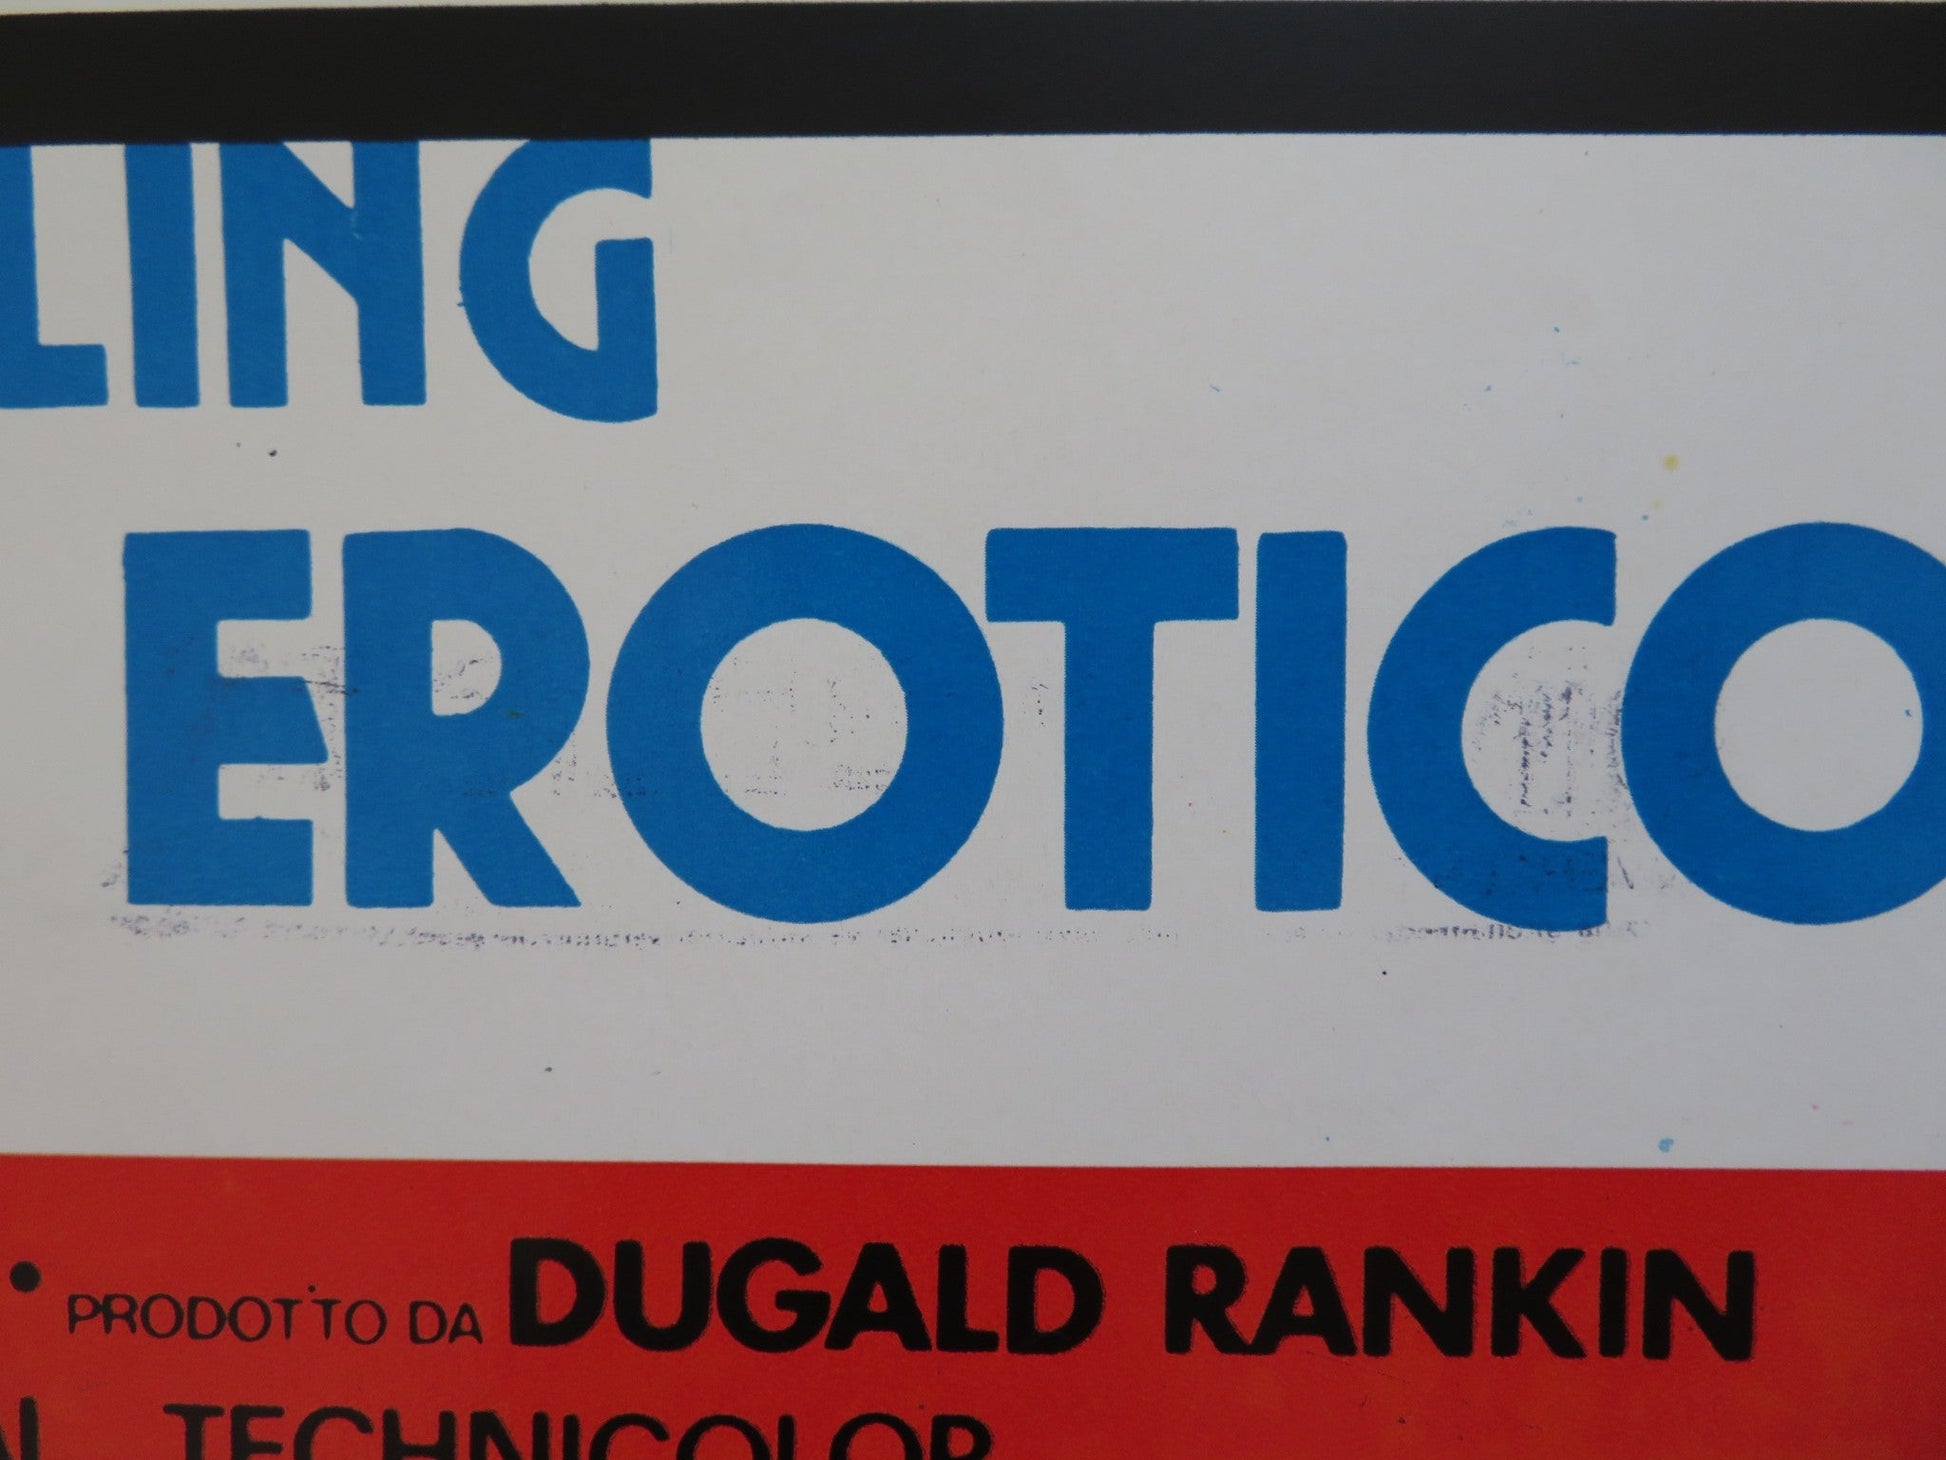 LING
EROTICO
• PRODOTTO DA DUGALD RANKIN
TECHNICOLOR